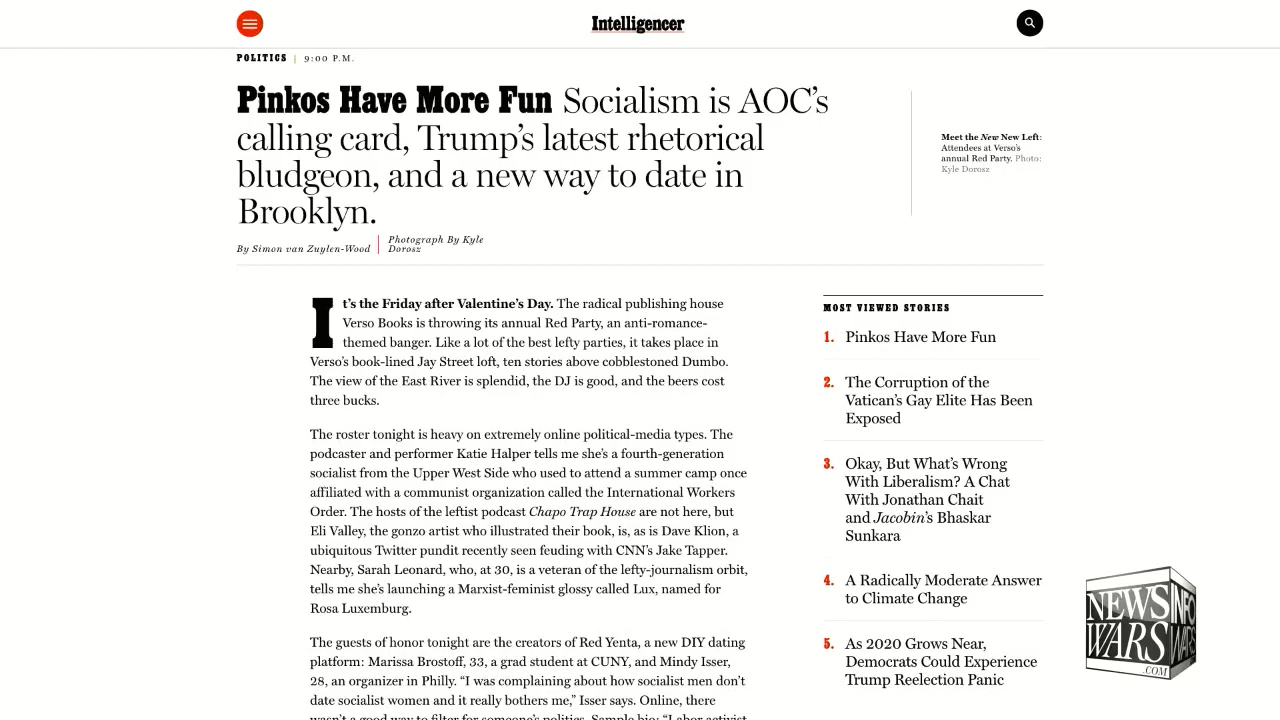 Intelligencer
POLITICS | 9:00 P.M.
Pinkos Have More Fun Socialism is AOC’s
calling card, Trump’s latest rhetorical
bludgeon, and a new way to date in
Brooklyn.
By Simon van Zuylen-Wood
Photograph By Kyle
Dorosz
Meet the New New Left:
Attendees at Verso’s
annual Red Party. Photo:
Kyle Dorosz
It’s the Friday after Valentine’s Day. The radical publishing house
Verso Books is throwing its annual Red Party, an anti-romance-
themed banger. Like a lot of the best lefty parties, it takes place in
Verso’s book-lined Jay Street loft, ten stories above cobblestoned Dumbo.
The view of the East River is splendid, the DJ is good, and the beers cost
three bucks.
The roster tonight is heavy on extremely online political-media types. The
podcaster and performer Katie Halper tells me she’s a fourth-generation
socialist from the Upper West Side who used to attend a summer camp once
affiliated with a communist organization called the International Workers
Order. The hosts of the leftist podcast Chapo Trap House are not here, but
Eli Valley, the gonzo artist who illustrated their book, is, as is Dave Klion, a
ubiquitous Twitter pundit recently seen feuding with CNN’s Jake Tapper.
Nearby, Sarah Leonard, who, at 30, is a veteran of the lefty-journalism orbit,
tells me she’s launching a Marxist-feminist glossy called Lux, named for
Rosa Luxemburg.
The guests of honor tonight are the creators of Red Yenta, a new DIY dating
platform: Marissa Brostoff, 33, a grad student at CUNY, and Mindy Isser,
28, an organizer in Philly. “I was complaining about how socialist men don’t
date socialist women and it really bothers me,” Isser says. Online, there
wasn’t a good way to filter for someone’s politics. Sample bio: “Labor activist
MOST VIEWED STORIES
1. Pinkos Have More Fun
2. The Corruption of the
Vatican’s Gay Elite Has Been
Exposed
3. Okay, But What’s Wrong
With Liberalism? A Chat
With Jonathan Chait
and Jacobin’s Bhaskar
Sunkara
4. A Radically Moderate Answer
to Climate Change
5. As 2020 Grows Near,
Democrats Could Experience
Trump Reelection Panic
NEWS
WARS
.COM
INFO
WARS